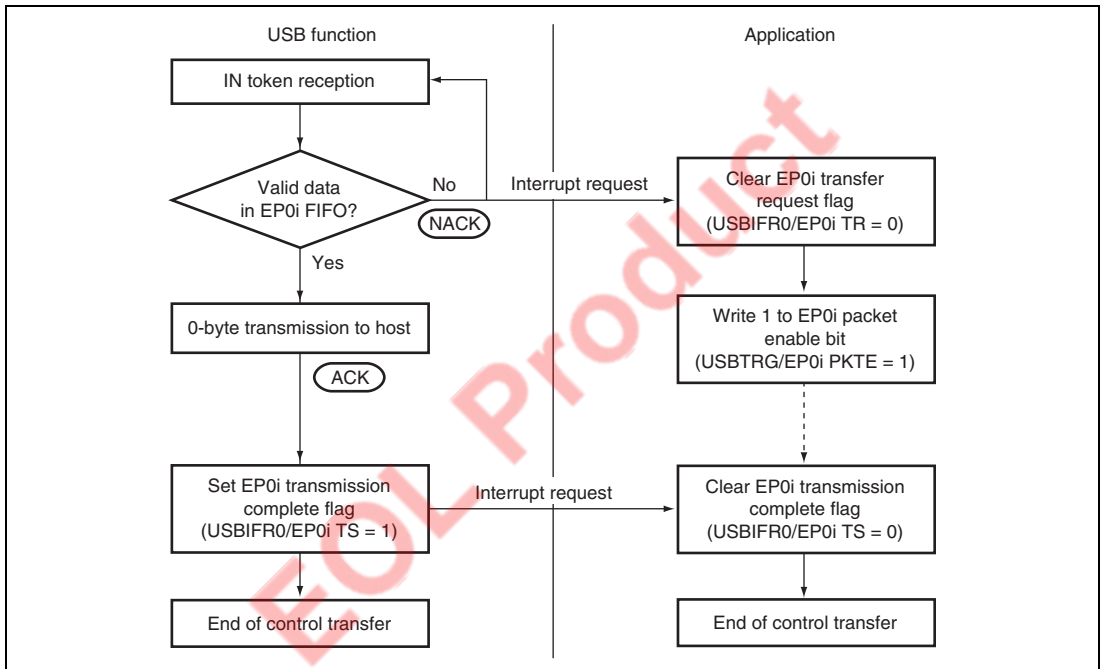 USB function
Application
IN token reception
Valid data
in EP0i FIFO?
No
NACK
Interrupt request
Clear EP0i transfer
request flag
(USBIFR0/EP0i TR = 0)
Yes
0-byte transmission to host
ACK
Write 1 to EP0i packet
enable bit
(USBTRG/EP0i PKTE = 1)
Set EP0i transmission
complete flag
(USBIFR0/EP0i TS = 1)
Interrupt request
Clear EP0i transmission
complete flag
(USBIFR0/EP0i TS = 0)
End of control transfer
End of control transfer
EOL Product